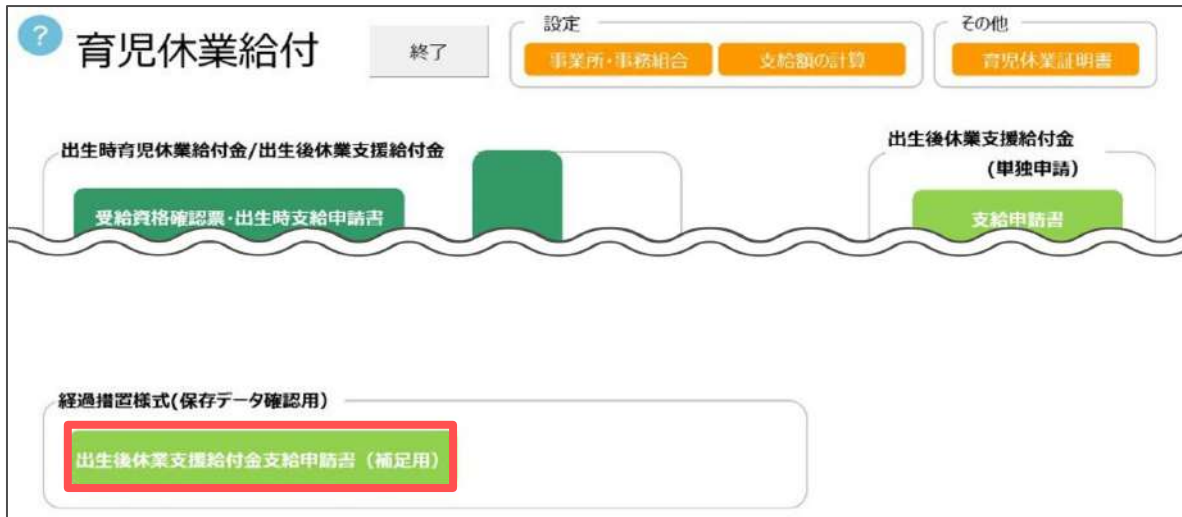 ?
育児休業給付
終了
設定
事業所・事務組合
支給額の計算
その他
育児休業証明書
出生時育児休業給付金/出生後休業支援給付金
受給資格確認票・出生時支給申請書
出生後休業支援給付金
(単独申請)
支給申請書
経過措置様式(保存データ確認用)
出生後休業支援給付金支給申請書（補足用）